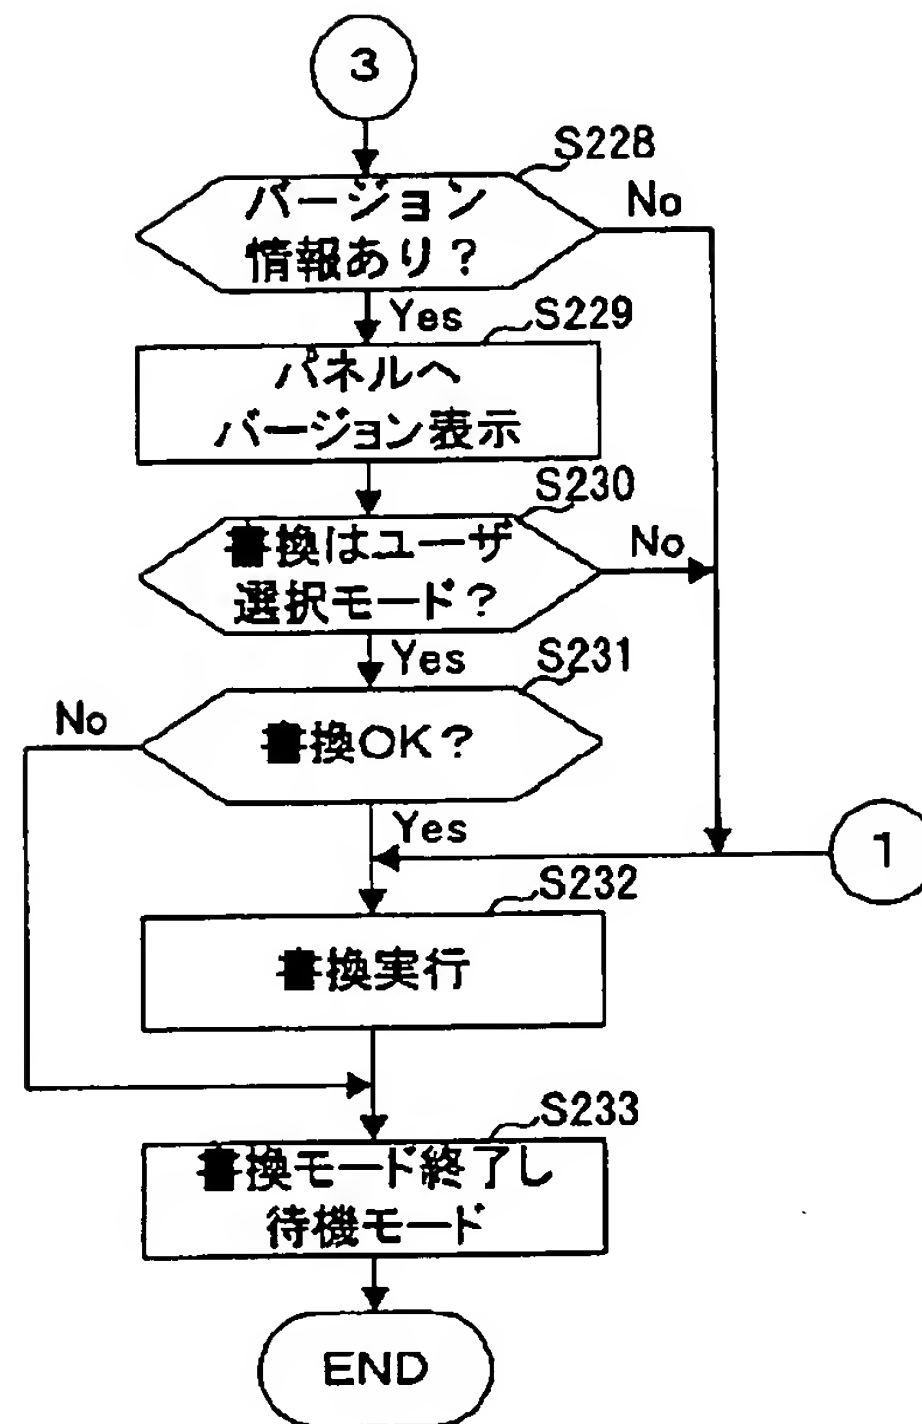 3
S228
バージョン
情報あり？
No
Yes
S229
パネルへ
バージョン表示
S230
書換はユーザ
選択モード？
No
Yes
S231
No
書換OK？
Yes
1
S232
書換実行
S233
書換モード終了し
待機モード
END